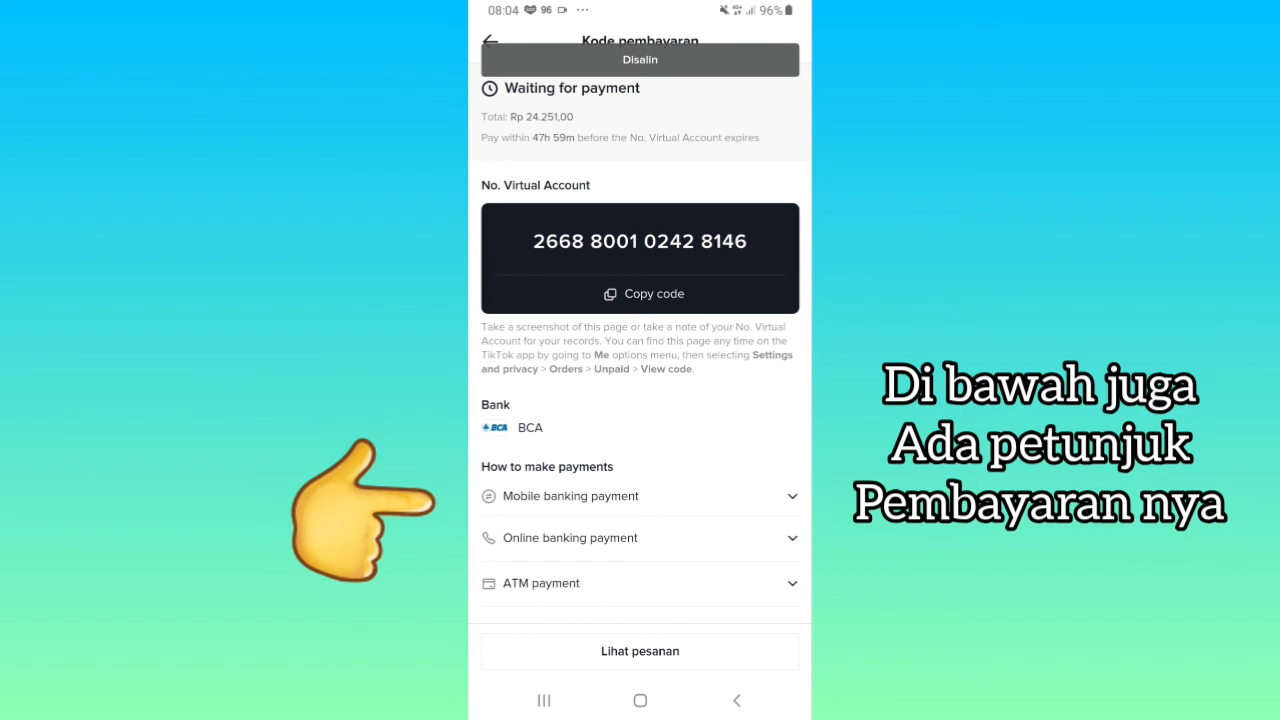 08:04 96 ... 4G+ 96%
Kode pembayaran
Disalin
Waiting for payment
Total: Rp 24.251,00
Pay within 47h 59m before the No. Virtual Account expires
No. Virtual Account
2668 8001 0242 8146
Copy code
Take a screenshot of this page or take a note of your No. Virtual
Account for your records. You can find this page any time on the
TikTok app by going to Me options menu, then selecting Settings
and privacy > Orders > Unpaid > View code.
Bank
BCA BCA
How to make payments
Mobile banking payment
Online banking payment
ATM payment
Lihat pesanan
Di bawah juga
Ada petunjuk
Pembayaran nya